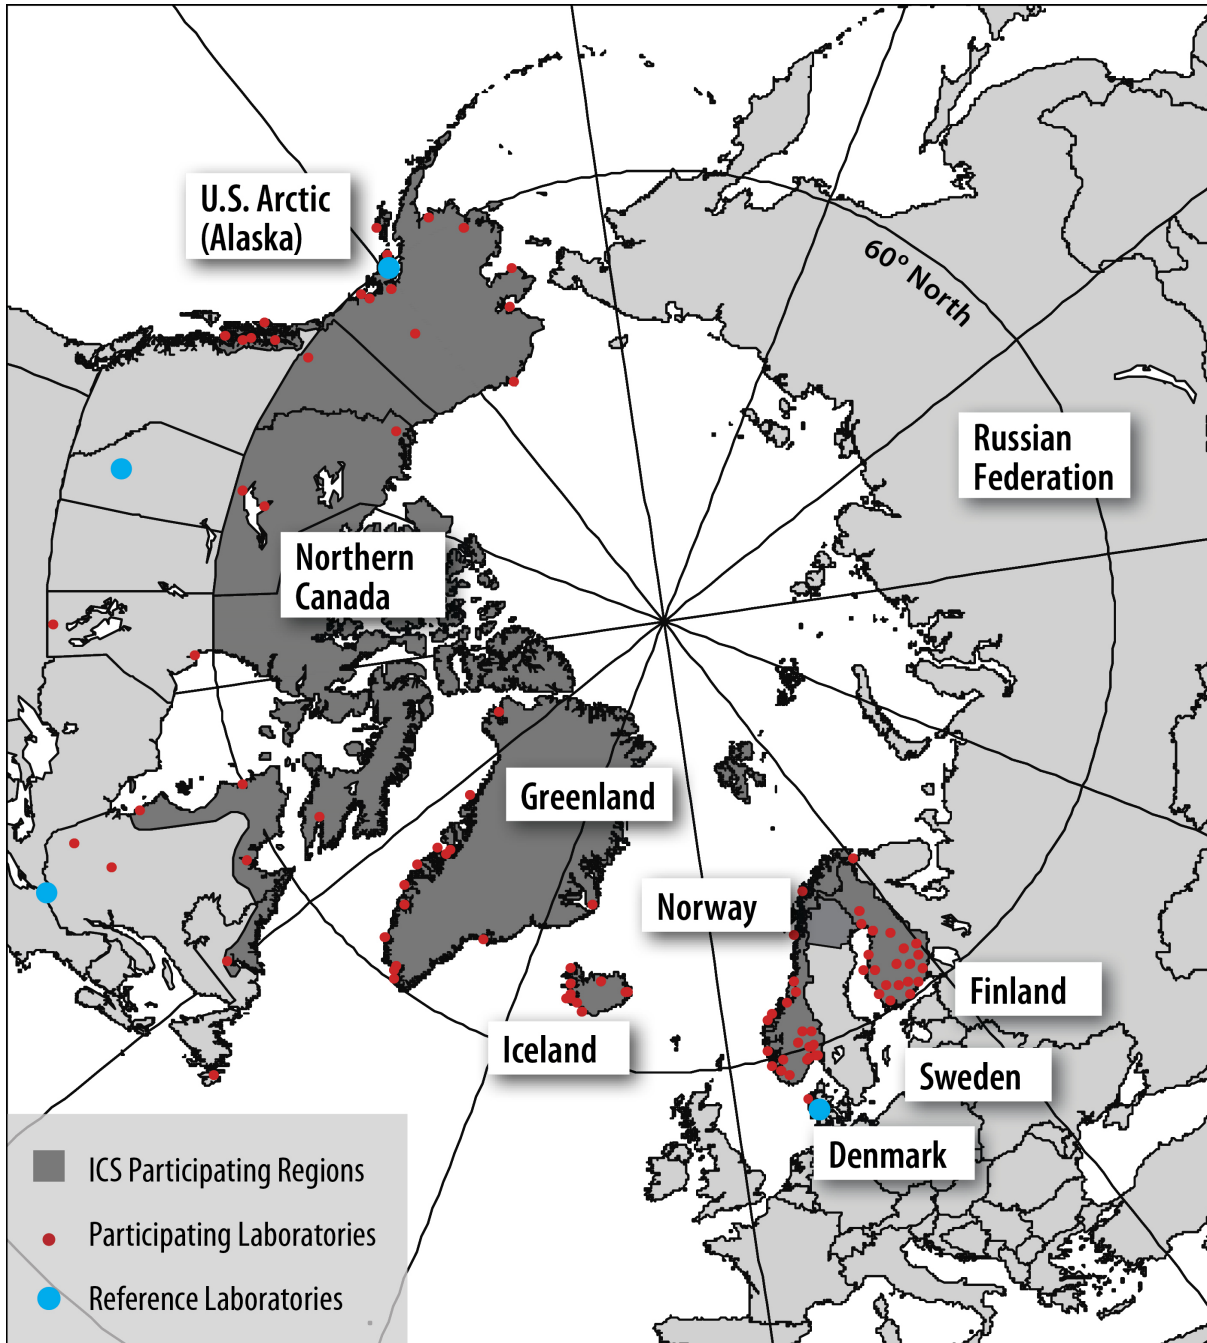 U.S. Arctic
(Alaska)
60° North
Russian
Federation
Northern
Canada
Greenland
Norway
Finland
Iceland
Sweden
Denmark
ICS Participating Regions
Participating Laboratories
Reference Laboratories